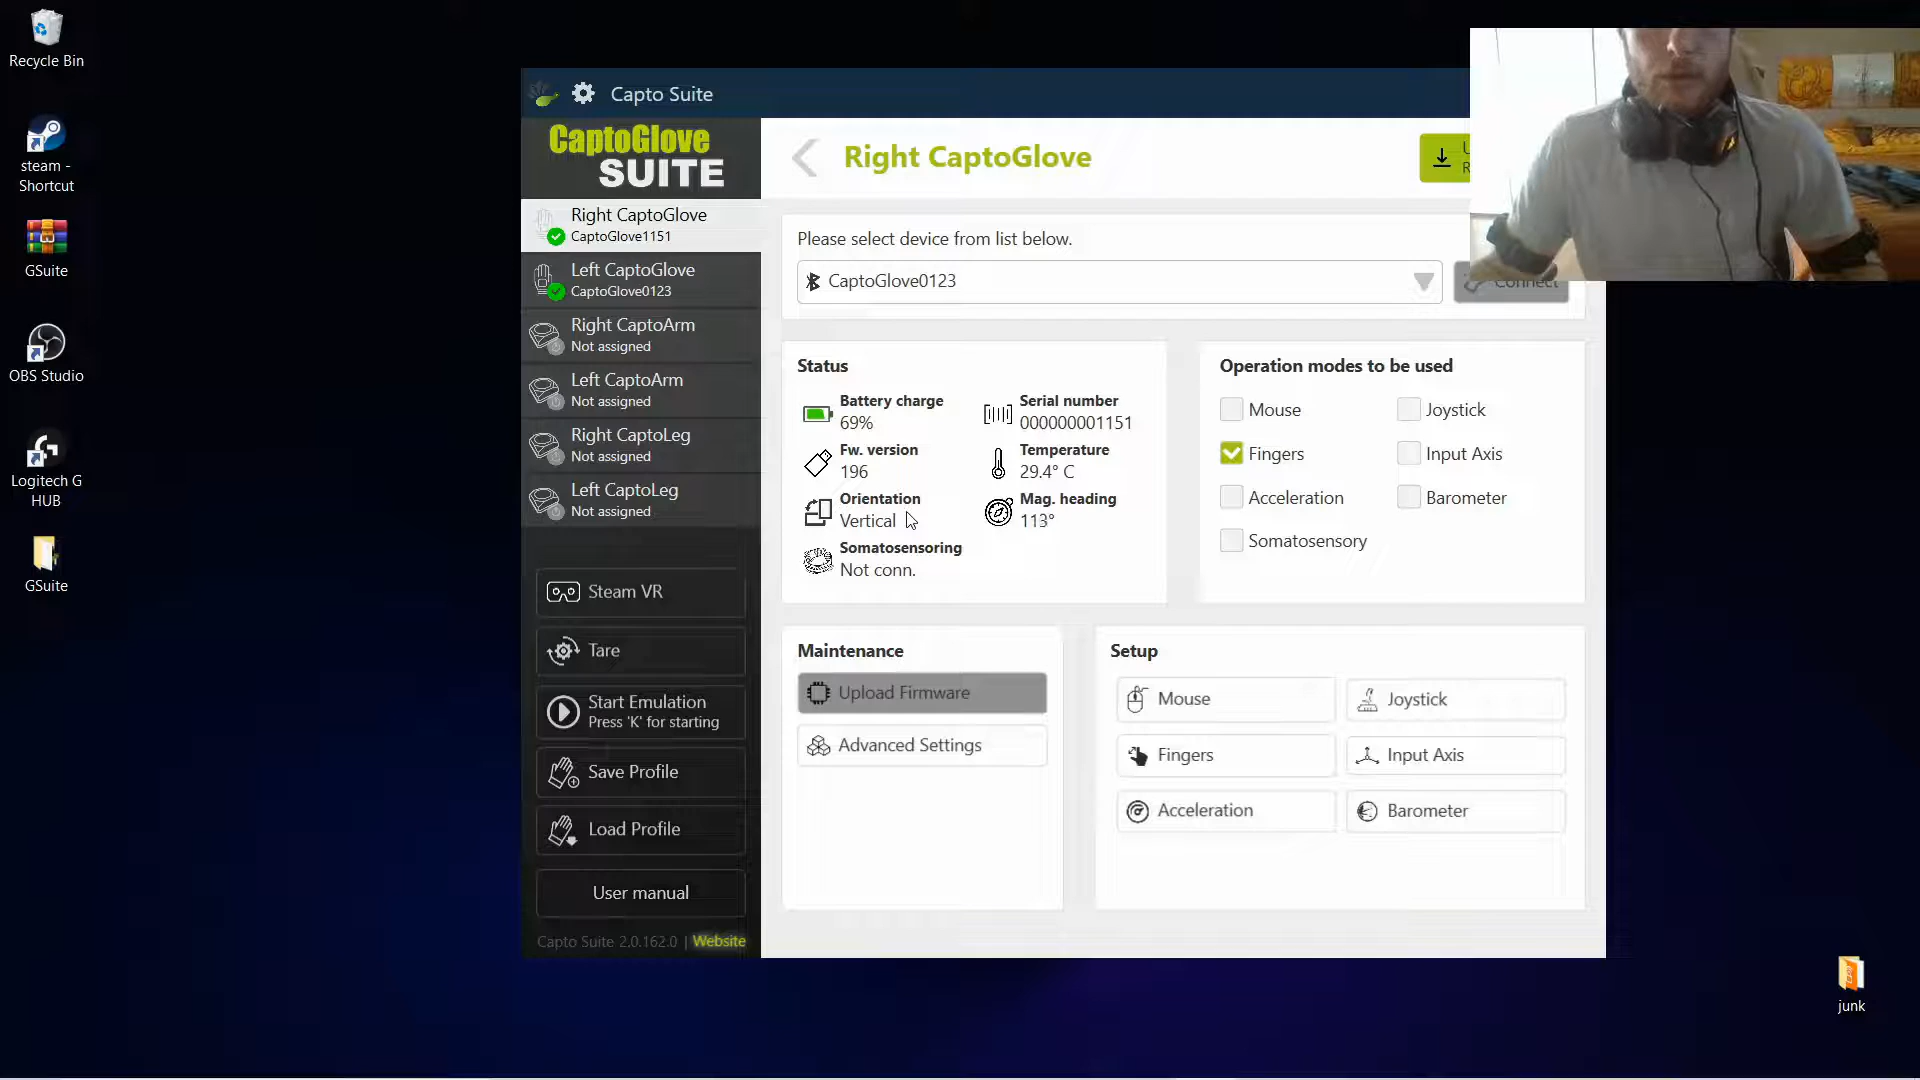 Recycle Bin
steam -
Shortcut
GSuite
OBS Studio
Logitech G
HUB
GSuite
junk
Capto Suite
CaptoGlove
SUITE
Right CaptoGlove
CaptoGlove1151
Left CaptoGlove
CaptoGlove0123
Right CaptoArm
Not assigned
Left CaptoArm
Not assigned
Right CaptoLeg
Not assigned
Left CaptoLeg
Not assigned
Steam VR
Tare
Start Emulation
Press 'K' for starting
Save Profile
Load Profile
User manual
Capto Suite 2.0.162.0 | Website
Right CaptoGlove
Please select device from list below.
CaptoGlove0123
Connect
Status
Battery charge
69%
Serial number
000000001151
Fw. version
196
Temperature
29.4° C
Orientation
Vertical
Mag. heading
113°
Somatosensoring
Not conn.
Operation modes to be used
Mouse
Joystick
Fingers
Input Axis
Acceleration
Barometer
Somatosensory
Maintenance
Upload Firmware
Advanced Settings
Setup
Mouse
Joystick
Fingers
Input Axis
Acceleration
Barometer